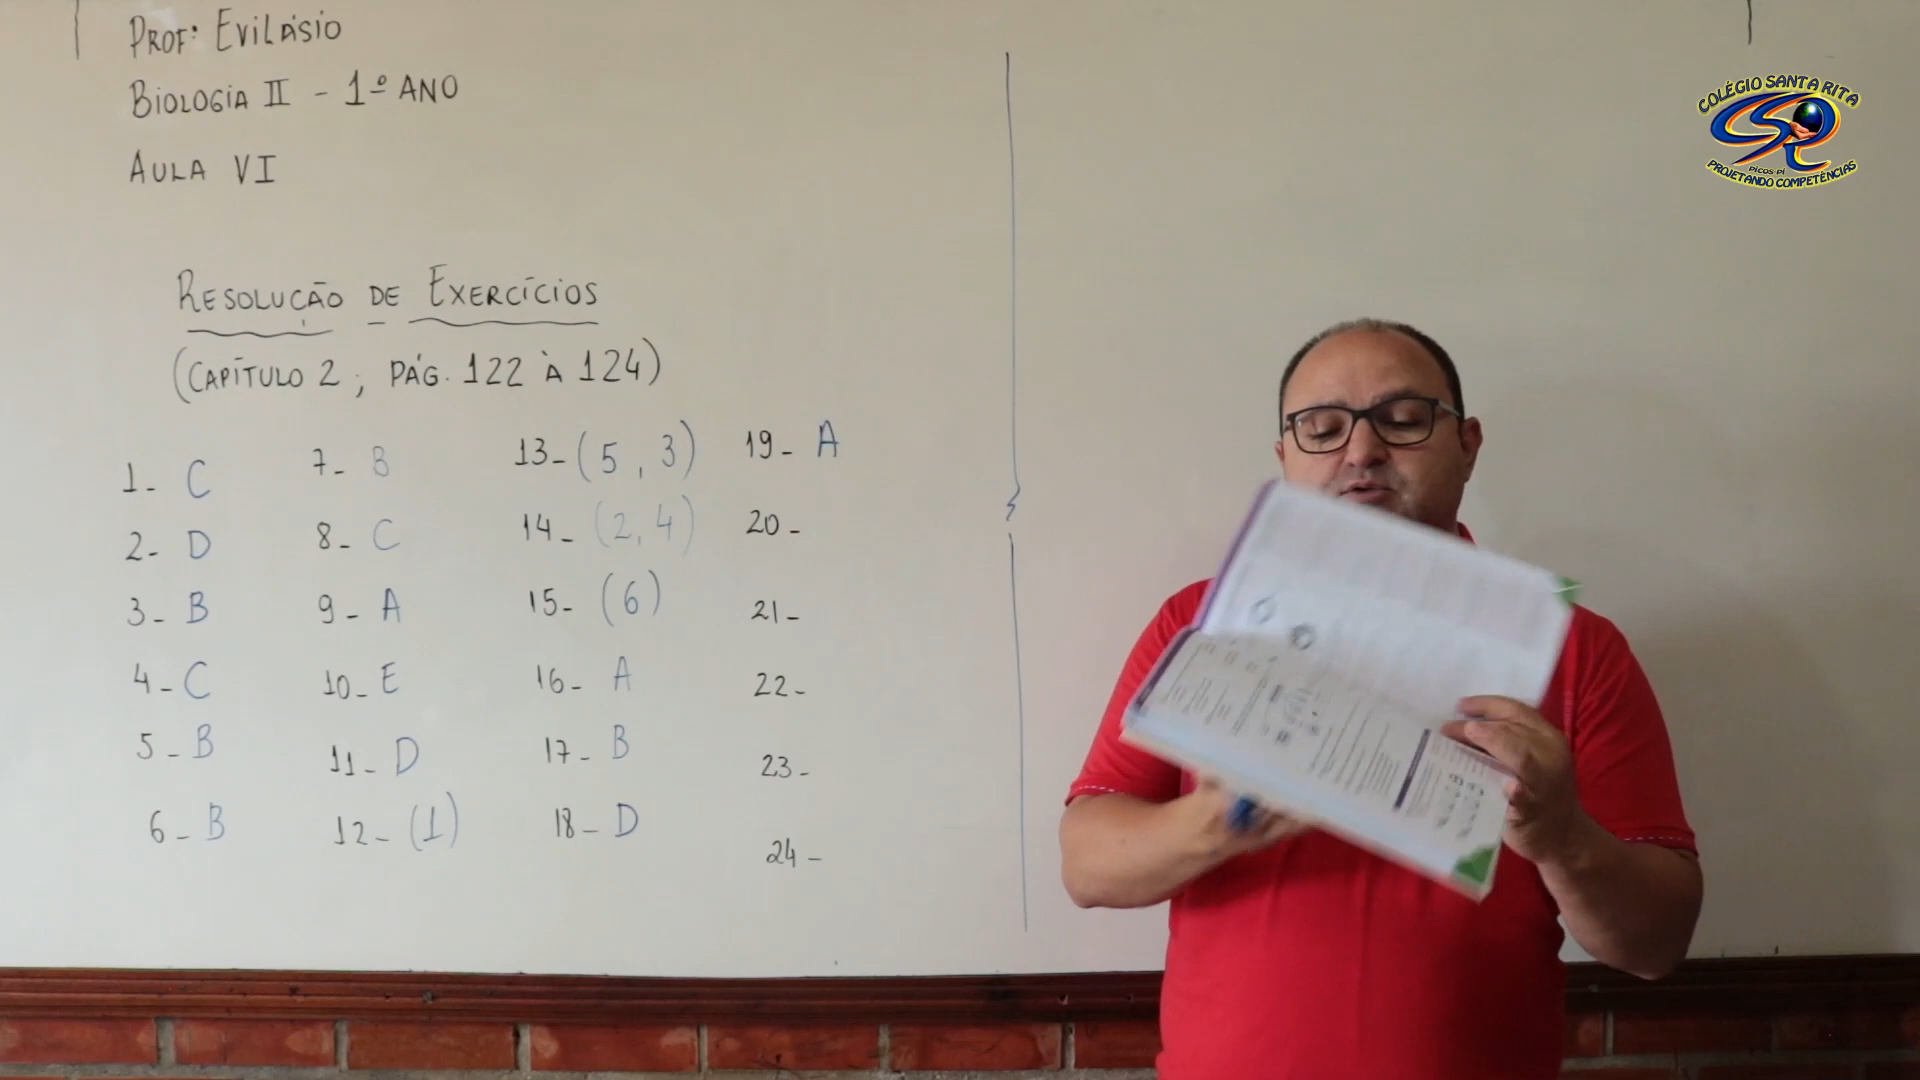 PROF: EVILÁSIO
BIOLOGIA II - 1º ANO
AULA VI
RESOLUÇÃO DE EXERCÍCIOS
(CAPÍTULO 2; PÁG. 122 À 124)
1- C
2- D
3- B
4- C
5- B
6- B
7- B
8- C
9- A
10- E
11- D
12- (1)
13- (5, 3)
14- (2, 4)
15- (6)
16- A
17- B
18- D
19- A
20-
21-
22-
23-
24-
COLÉGIO SANTA RITA
CSR
PICOS PI
PROJETANDO COMPETÊNCIAS